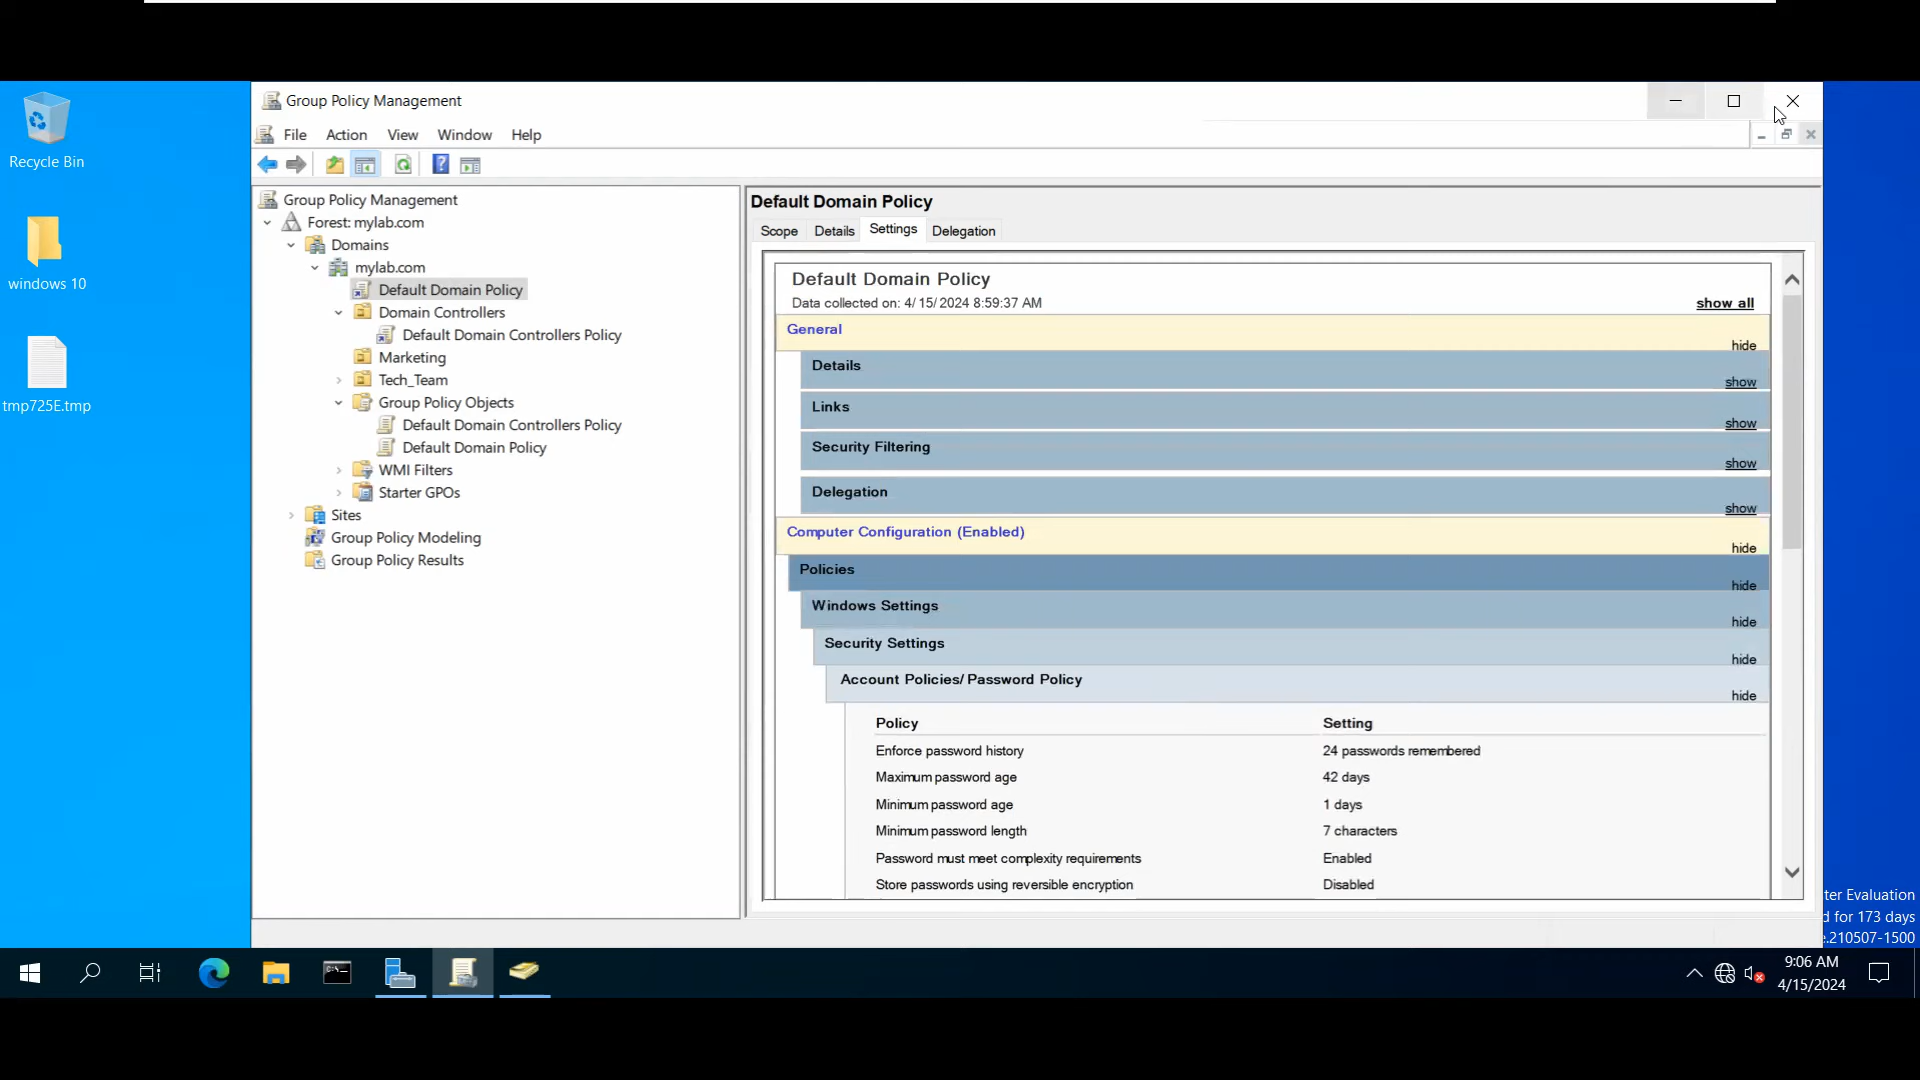 Recycle Bin
windows 10
tmp725E.tmp
Group Policy Management
File Action View Window Help
Group Policy Management
Forest: mylab.com
Domains
mylab.com
Default Domain Policy
Domain Controllers
Default Domain Controllers Policy
Marketing
Tech_Team
Group Policy Objects
Default Domain Controllers Policy
Default Domain Policy
WMI Filters
Starter GPOs
Sites
Group Policy Modeling
Group Policy Results
Default Domain Policy
Scope Details Settings Delegation
Default Domain Policy
Data collected on: 4/15/2024 8:59:37 AM show all
General
hide
Details
show
Links
show
Security Filtering
show
Delegation
show
Computer Configuration (Enabled)
hide
Policies
hide
Windows Settings
hide
Security Settings
hide
Account Policies/Password Policy
hide
Policy Setting
Enforce password history 24 passwords remembered
Maximum password age 42 days
Minimum password age 1 days
Minimum password length 7 characters
Password must meet complexity requirements Enabled
Store passwords using reversible encryption Disabled
ter Evaluation
d for 173 days
e.210507-1500
9:06 AM
4/15/2024